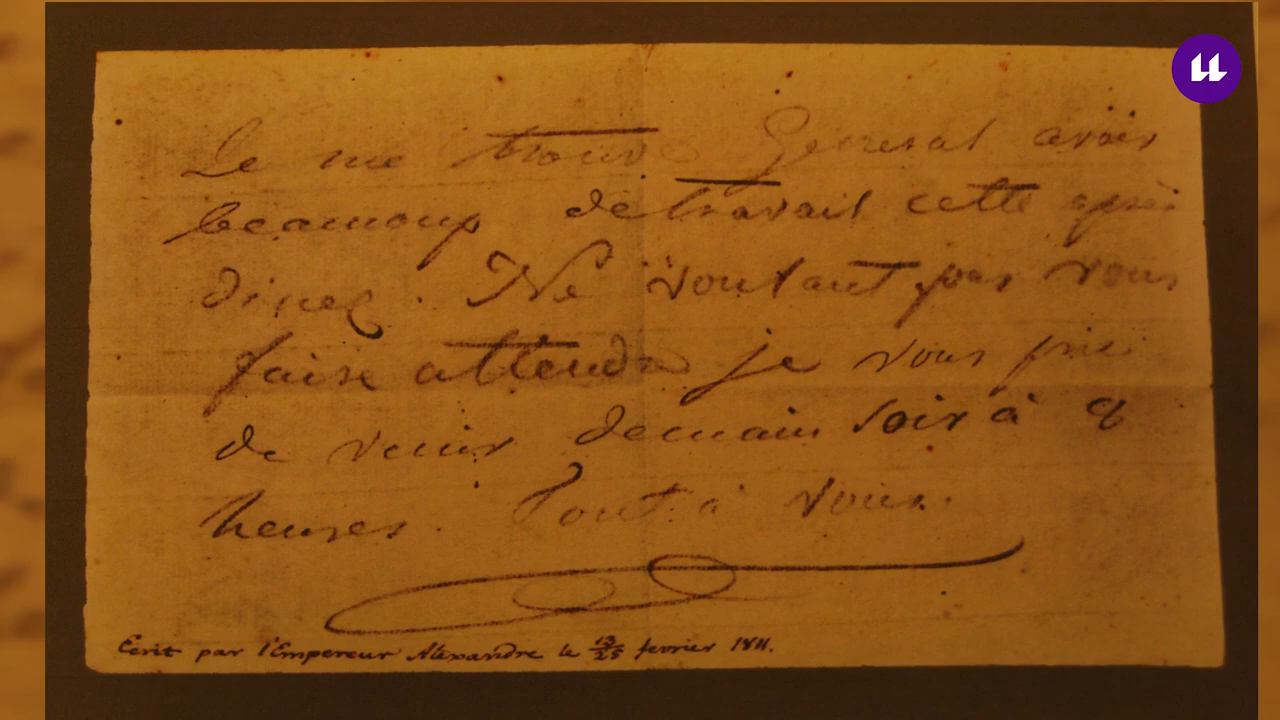 Je me trouve General avoir
beaucoup de travail cette après
diner. Ne voulant pas vous
faire attendre je vous prie
de venir demain soir à 8
heures. Tout à vous.
Ecrit par l'Empereur Alexandre le 13/25 fevrier 1811.